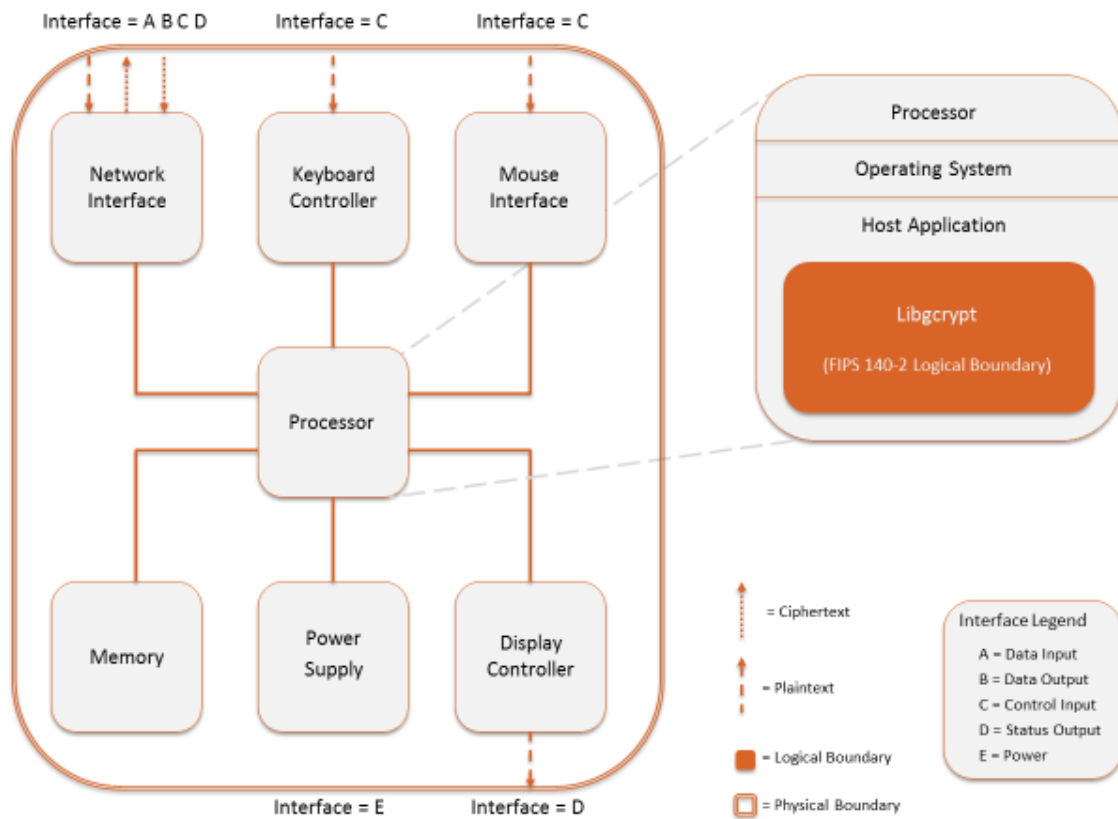 Interface = A B C D
Interface = C
Interface = C
Network
Interface
Keyboard
Controller
Mouse
Interface
Processor
Memory
Power
Supply
Display
Controller
Interface = E
Interface = D
Processor
Operating System
Host Application
Libgcrypt
(FIPS 140-2 Logical Boundary)
= Ciphertext
= Plaintext
= Logical Boundary
= Physical Boundary
Interface Legend
A = Data Input
B = Data Output
C = Control Input
D = Status Output
E = Power